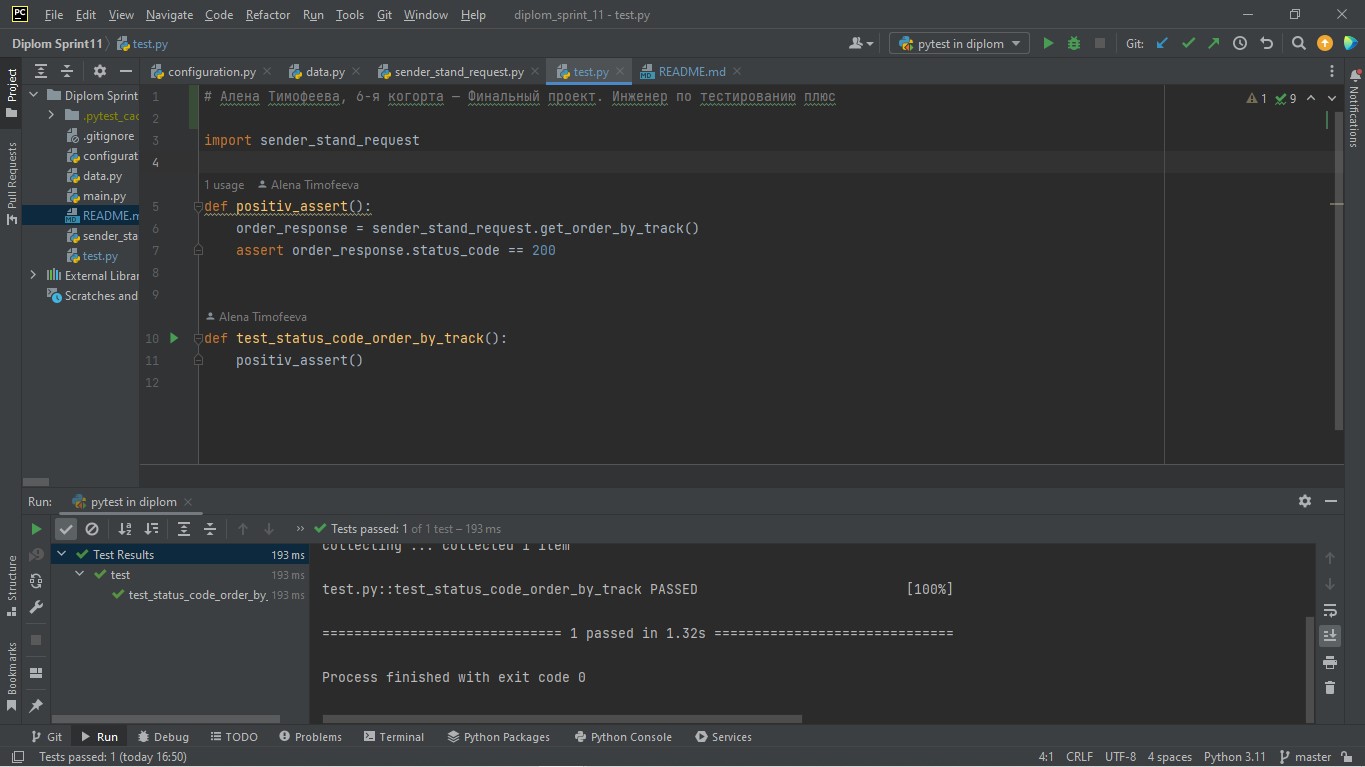 PC File Edit View Navigate Code Refactor Run Tools Git Window Help diplom_sprint_11 - test.py
Diplom Sprint11 test.py pytest in diplom Git:
configuration.py data.py sender_stand_request.py test.py README.md
Project
Pull Requests
Structure
Bookmarks
Notifications
Diplom Sprint
.pytest_cac
.gitignore
configurat
data.py
main.py
README.m
sender_sta
test.py
External Librar
Scratches and
1 # Алена Тимофеева, 6-я когорта — Финальный проект. Инженер по тестированию плюс 1 9
2
3 import sender_stand_request
4
1 usage Alena Timofeeva
5 def positiv_assert():
6 order_response = sender_stand_request.get_order_by_track()
7 assert order_response.status_code == 200
8
9
Alena Timofeeva
10 def test_status_code_order_by_track():
11 positiv_assert()
12
Run: pytest in diplom
Tests passed: 1 of 1 test – 193 ms
Test Results 193 ms
test 193 ms
test_status_code_order_by_ 193 ms
collecting ... collected 1 item
test.py::test_status_code_order_by_track PASSED [100%]
============================== 1 passed in 1.32s ==============================
Process finished with exit code 0
Git Run Debug TODO Problems Terminal Python Packages Python Console Services
Tests passed: 1 (today 16:50) 4:1 CRLF UTF-8 4 spaces Python 3.11 master